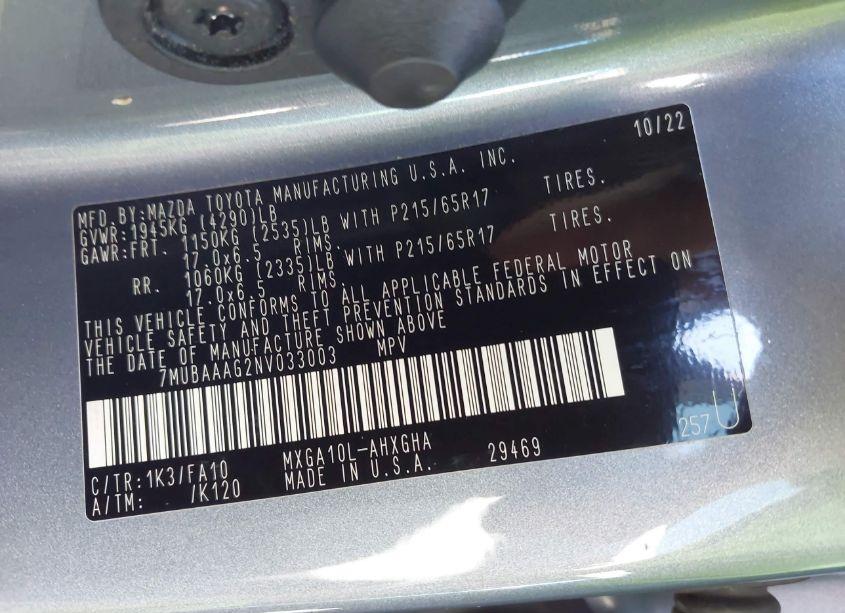 10/22
MFD.BY:MAZDA TOYOTA MANUFACTURING U.S.A. INC.
GVWR:1945KG (4290)LB
GAWR:FRT. 1150KG (2535)LB WITH P215/65R17 TIRES.
17.0x6.5 RIMS.
RR. 1060KG (2335)LB WITH P215/65R17 TIRES.
17.0x6.5 RIMS.
THIS VEHICLE CONFORMS TO ALL APPLICABLE FEDERAL MOTOR
VEHICLE SAFETY AND THEFT PREVENTION STANDARDS IN EFFECT ON
THE DATE OF MANUFACTURE SHOWN ABOVE
7MUBAAAG2NV033003 MPV
C/TR:1K3/FA10 MXGA10L-AHXGHA 29469
A/TM: /K120 MADE IN U.S.A.
257 U